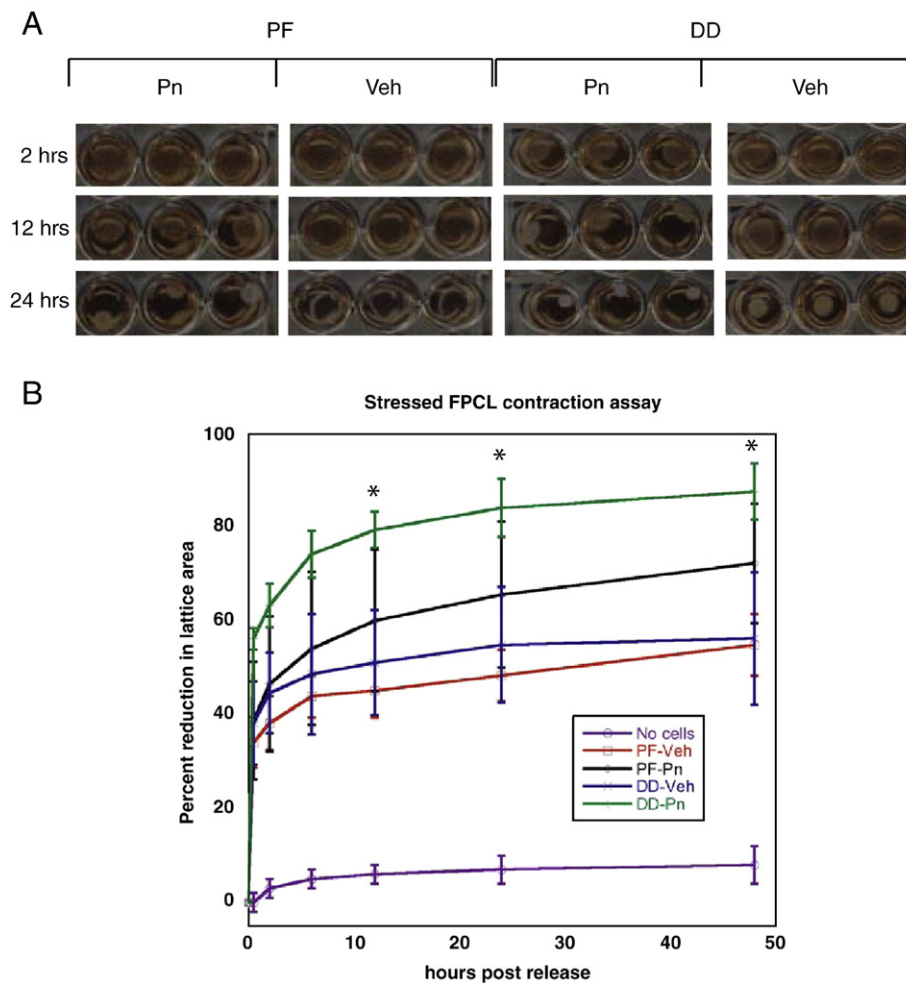 A
PF DD
Pn Veh Pn Veh
2 hrs
12 hrs
24 hrs
B
Stressed FPCL contraction assay
Percent reduction in lattice area
100
80
60
40
20
0
* * *
No cells
PF-Veh
PF-Pn
DD-Veh
DD-Pn
0 10 20 30 40 50
hours post release